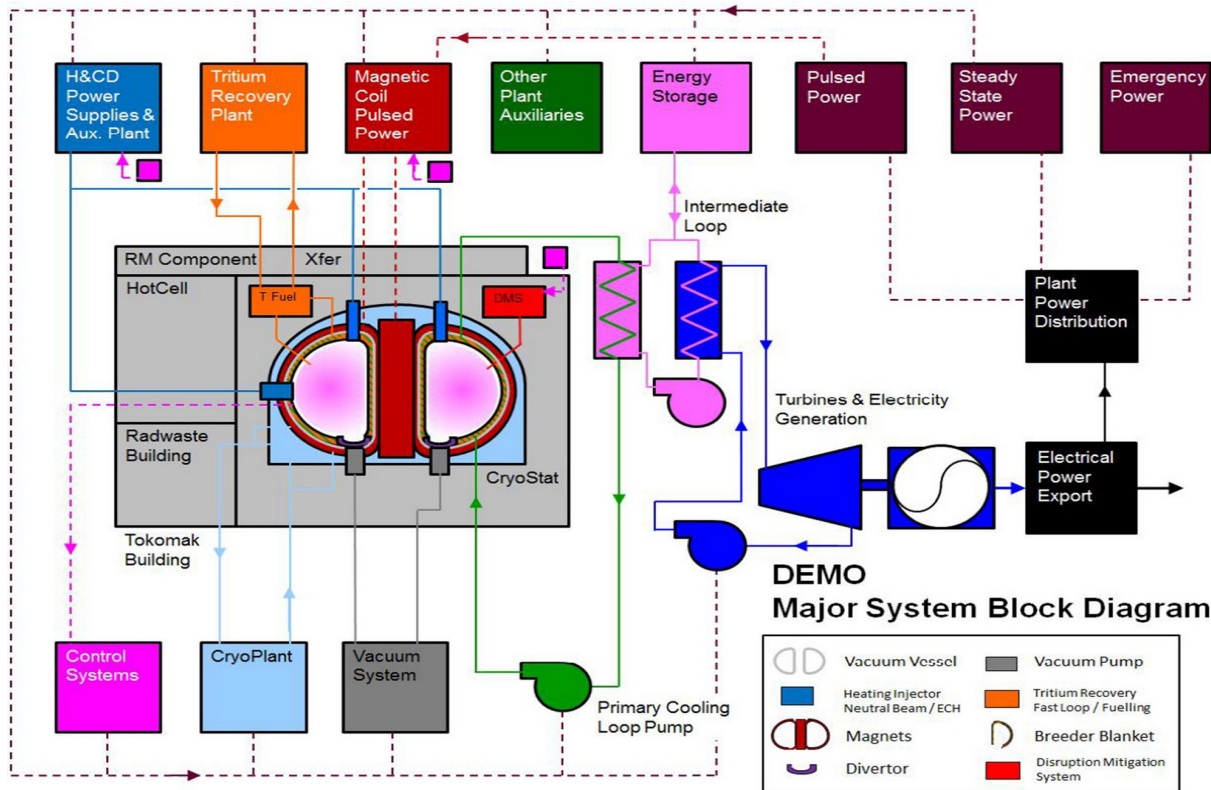 H&CD
Power
Supplies &
Aux. Plant
Tritium
Recovery
Plant
Magnetic
Coil
Pulsed
Power
Other
Plant
Auxiliaries
Energy
Storage
Pulsed
Power
Steady
State
Power
Emergency
Power
Intermediate
Loop
RM Component Xfer
HotCell
T Fuel
DMS
Plant
Power
Distribution
Turbines & Electricity
Generation
Radwaste
Building
CryoStat
Electrical
Power
Export
Tokomak
Building
DEMO
Major System Block Diagram
Control
Systems
CryoPlant
Vacuum
System
Primary Cooling
Loop Pump
Vacuum Vessel
Vacuum Pump
Heating Injector
Neutral Beam / ECH
Tritium Recovery
Fast Loop / Fuelling
Magnets
Breeder Blanket
Divertor
Disruption Mitigation
System